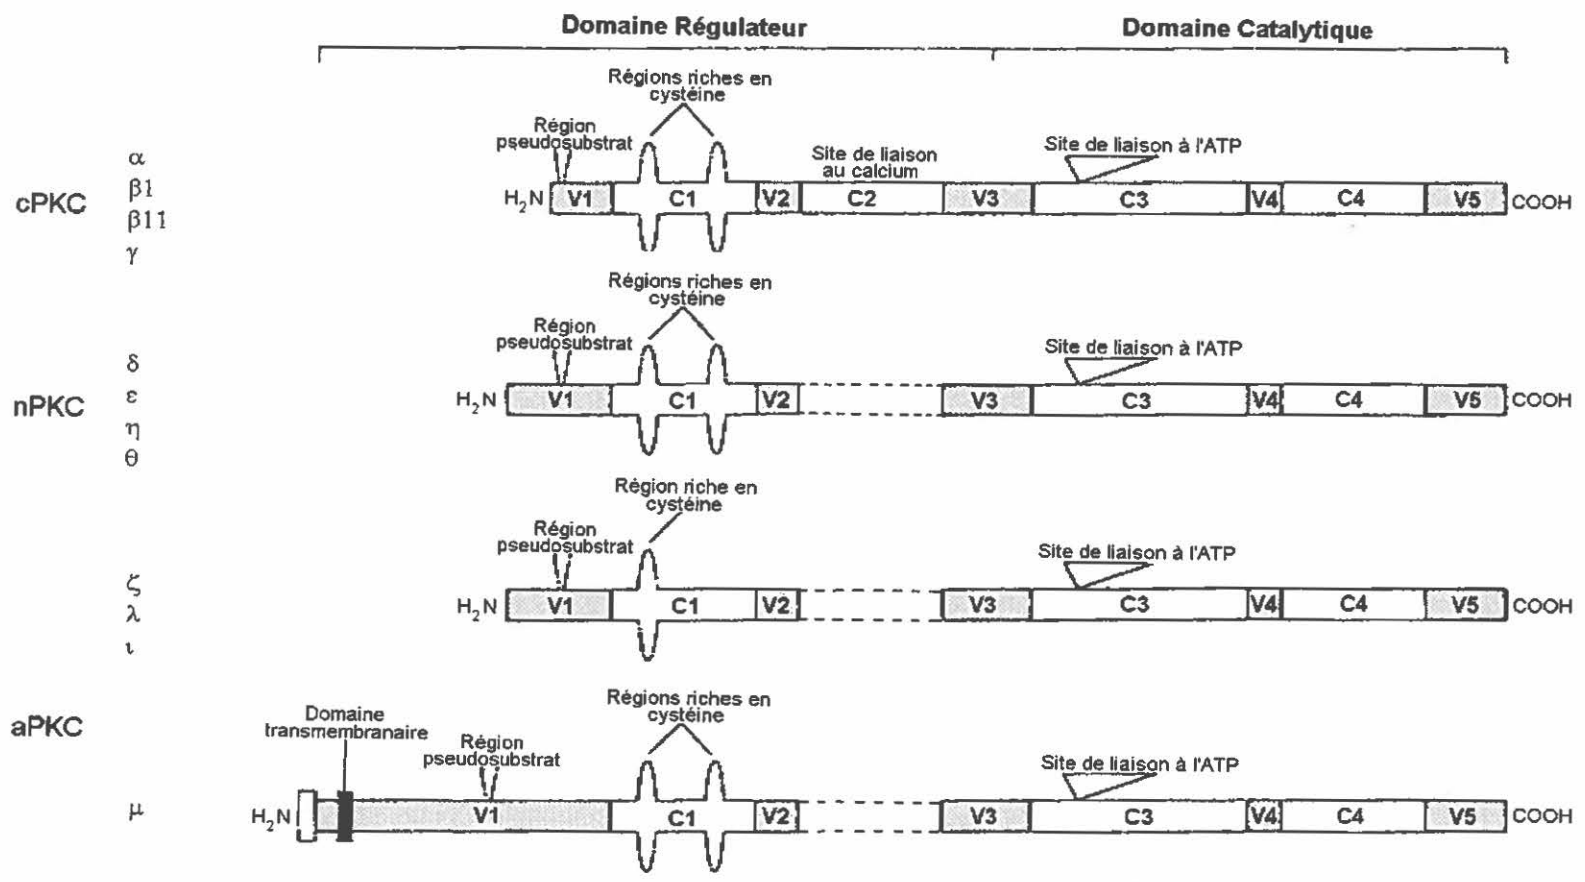 Domaine Régulateur
Domaine Catalytique
Régions riches en
cystéine
Région
pseudosubstrat
Site de liaison
au calcium
Site de liaison à l'ATP
cPKC
α
β1
β11
γ
H₂N
V1
C1
V2
C2
V3
C3
V4
C4
V5
COOH
Régions riches en
cystéine
Région
pseudosubstrat
Site de liaison à l'ATP
nPKC
δ
ε
η
θ
H₂N
V1
C1
V2
V3
C3
V4
C4
V5
COOH
Région riche en
cystéine
Région
pseudosubstrat
Site de liaison à l'ATP
ζ
λ
ι
H₂N
V1
C1
V2
V3
C3
V4
C4
V5
COOH
aPKC
Régions riches en
cystéine
Domaine
transmembranaire
Région
pseudosubstrat
Site de liaison à l'ATP
μ
H₂N
V1
C1
V2
V3
C3
V4
C4
V5
COOH